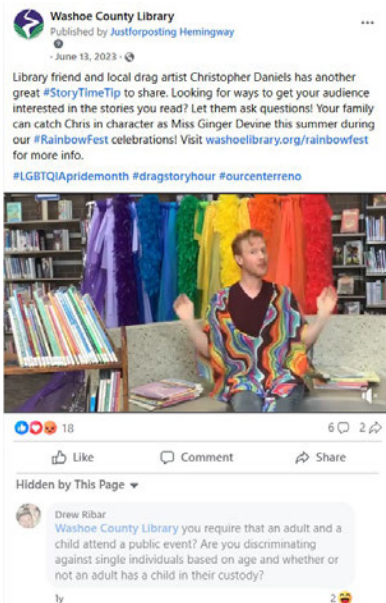 Washoe County Library
Published by Justforposting Hemingway
· June 13, 2023 ·
Library friend and local drag artist Christopher Daniels has another
great #StoryTimeTip to share. Looking for ways to get your audience
interested in the stories you read? Let them ask questions! Your family
can catch Chris in character as Miss Ginger Devine this summer during
our #RainbowFest celebrations! Visit washoelibrary.org/rainbowfest
for more info.
#LGBTQIApridemonth #dragstoryhour #ourcenterreno
18
6
2
Like
Comment
Share
Hidden by This Page
Drew Ribar
Washoe County Library you require that an adult and a
child attend a public event? Are you discriminating
against single individuals based on age and whether or
not an adult has a child in their custody?
1y
2